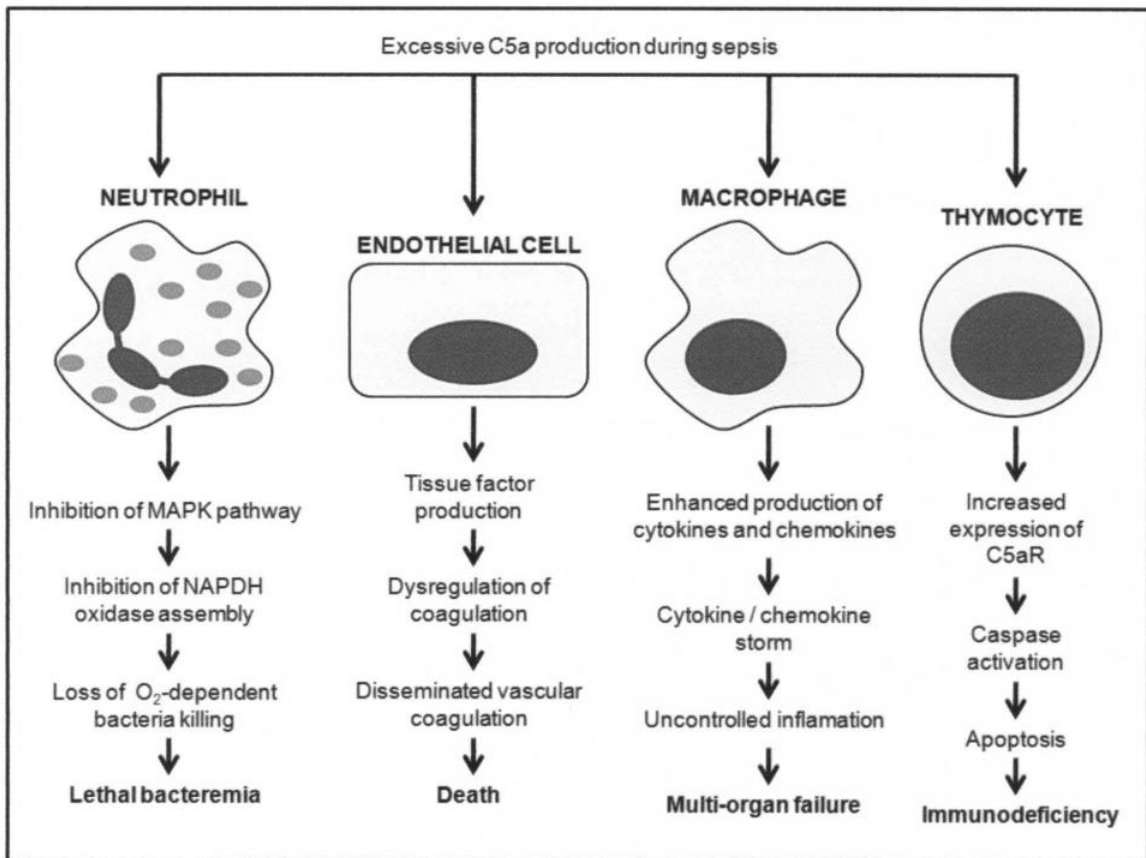 Excessive C5a production during sepsis
NEUTROPHIL
Inhibition of MAPK pathway
Inhibition of NAPDH
oxidase assembly
Loss of O₂-dependent
bacteria killing
Lethal bacteremia
ENDOTHELIAL CELL
Tissue factor
production
Dysregulation of
coagulation
Disseminated vascular
coagulation
Death
MACROPHAGE
Enhanced production of
cytokines and chemokines
Cytokine / chemokine
storm
Uncontrolled inflamation
Multi-organ failure
THYMOCYTE
Increased
expression of
C5aR
Caspase
activation
Apoptosis
Immunodeficiency